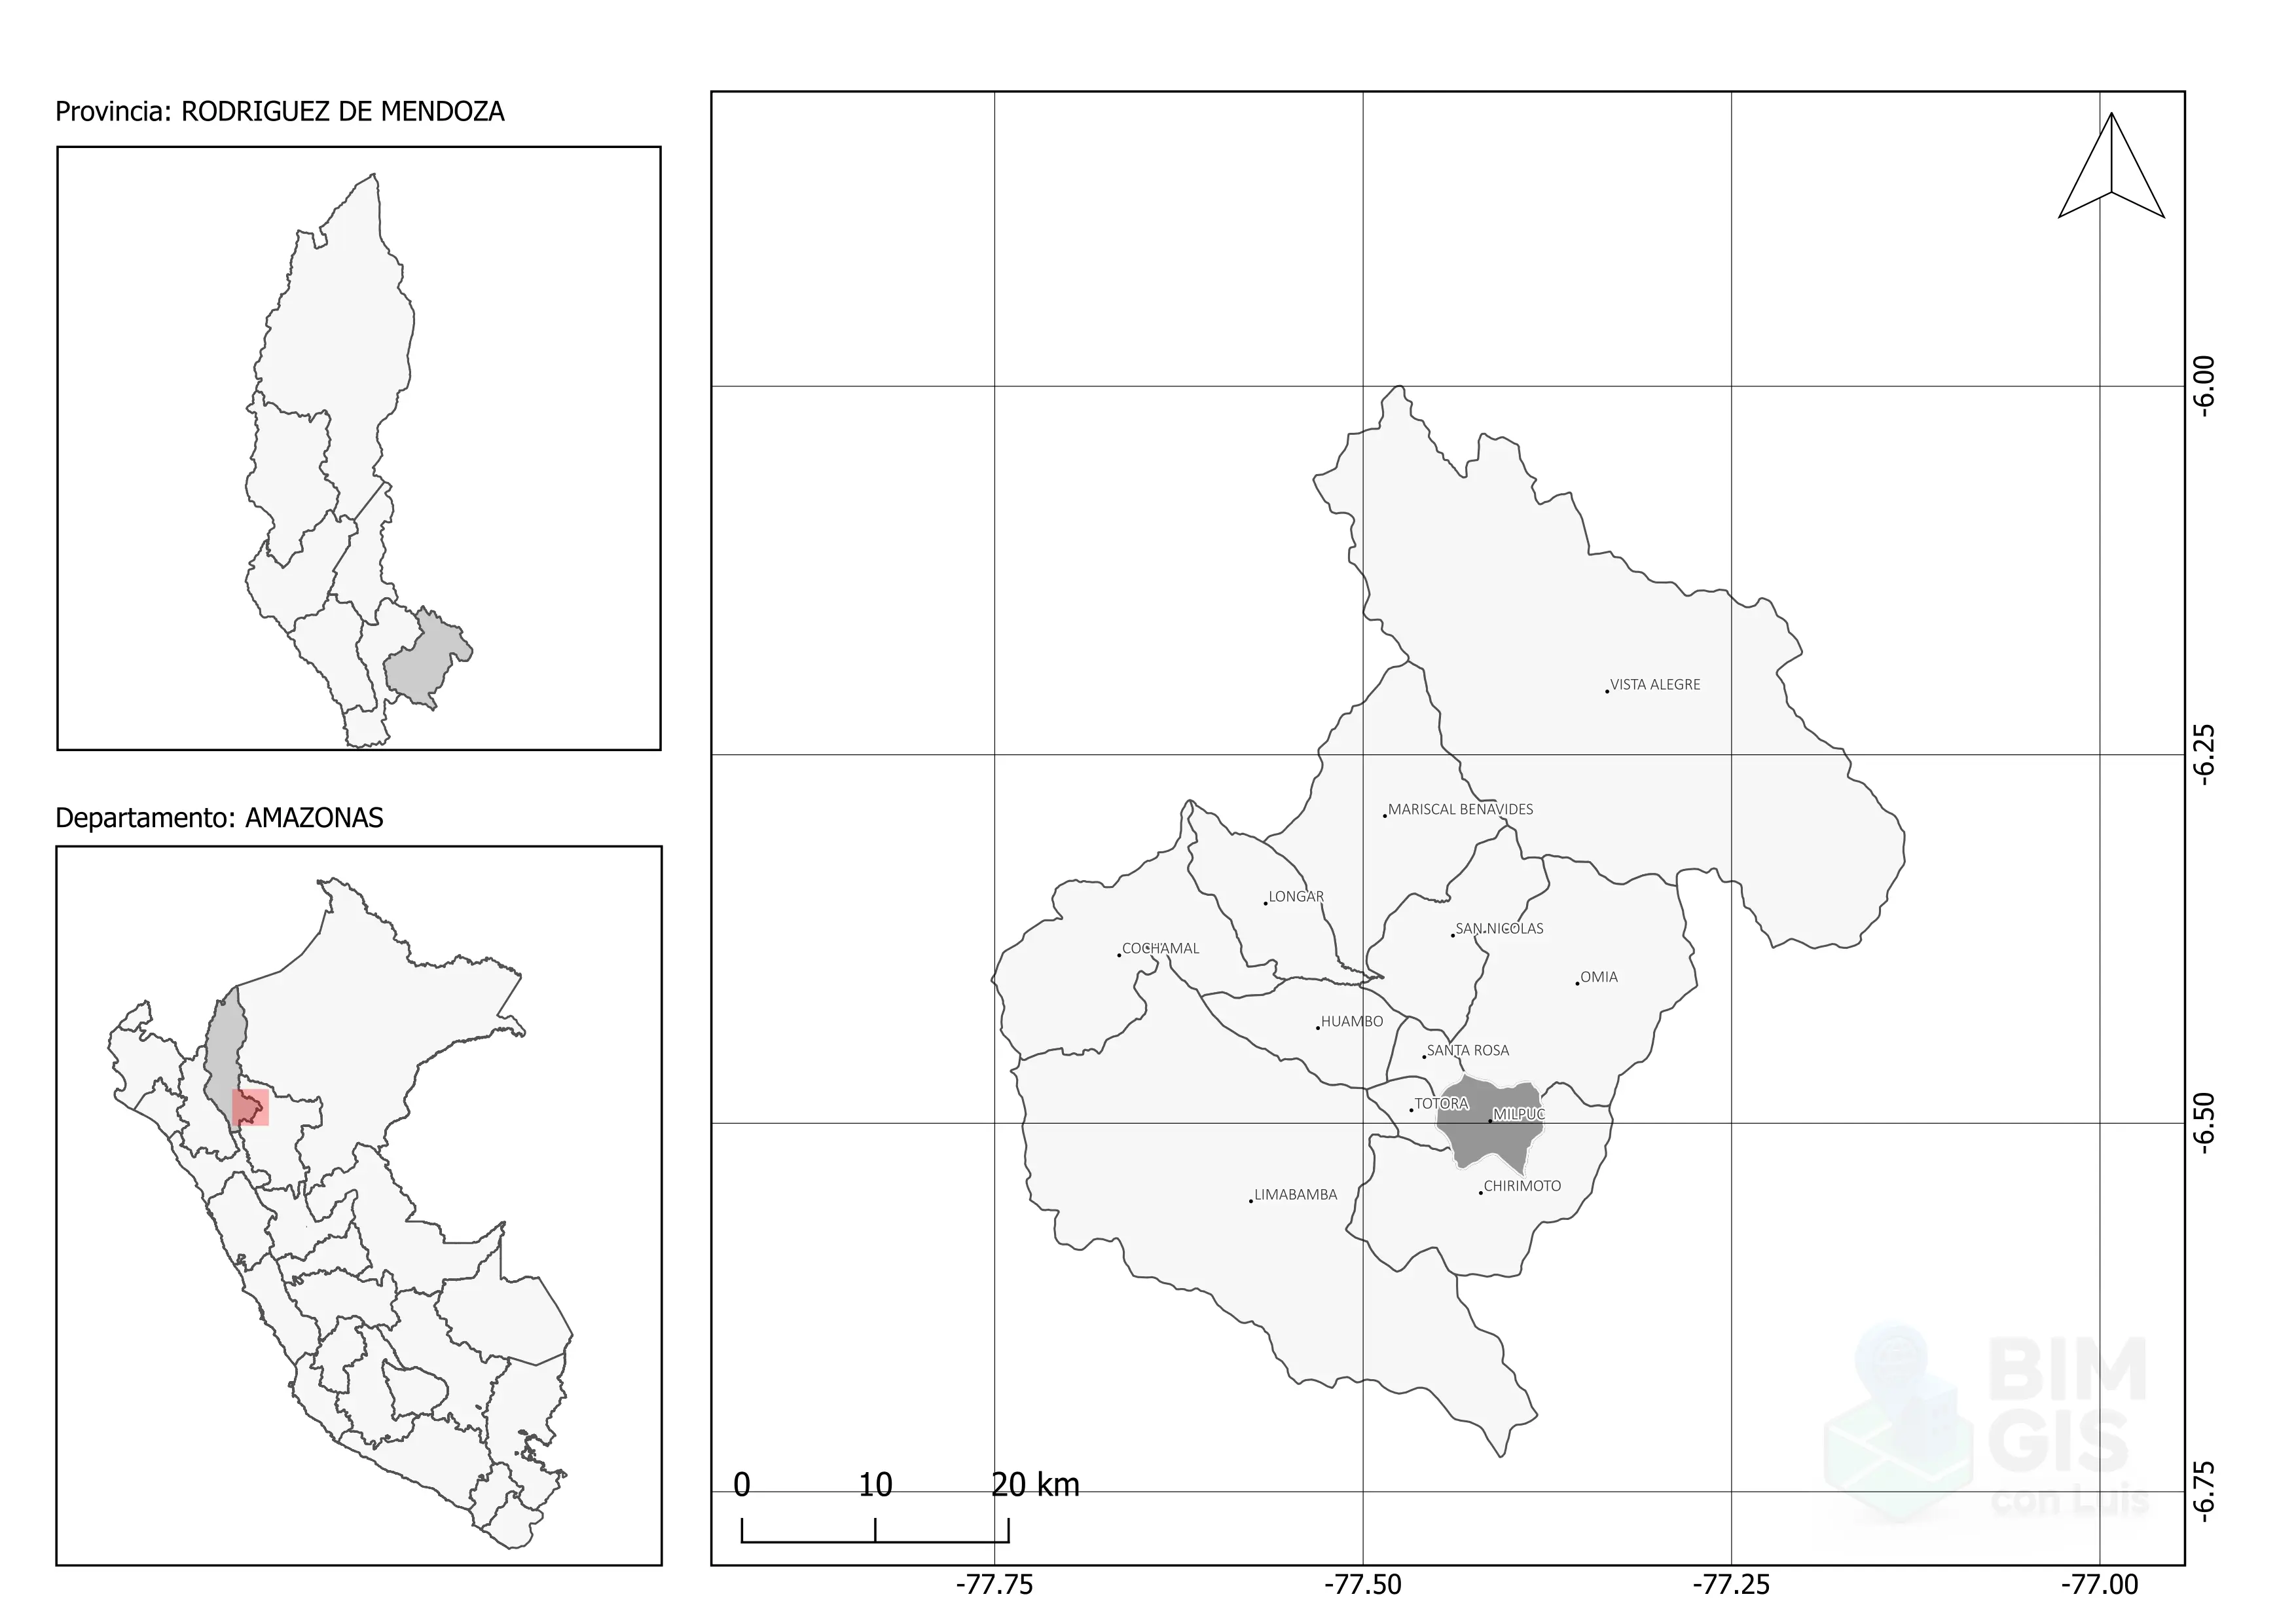 Provincia: RODRIGUEZ DE MENDOZA
Departamento: AMAZONAS
VISTA ALEGRE
MARISCAL BENAVIDES
LONGAR
SAN NICOLAS
COCHAMAL
OMIA
HUAMBO
SANTA ROSA
TOTORA
MILPUC
CHIRIMOTO
LIMABAMBA
-6.00
-6.25
-6.50
-6.75
0 10 20 km
-77.75 -77.50 -77.25 -77.00
BIM
GIS
con Luis